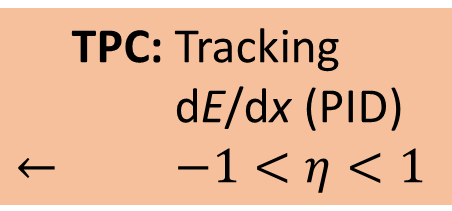 TPC: Tracking
dE/dx (PID)
← −1 < η < 1